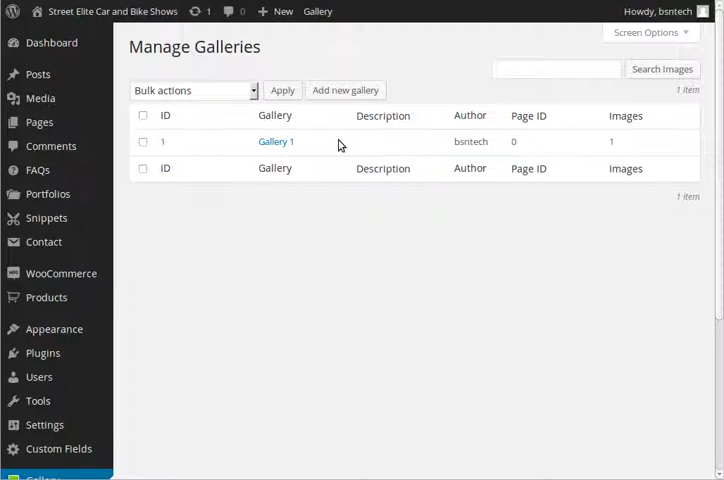 Street Elite Car and Bike Shows 1 0 New Gallery Howdy, bsntech
Screen Options
Manage Galleries
Search Images
Bulk actions Apply Add new gallery 1 item
ID Gallery Description Author Page ID Images
1 Gallery 1 bsntech 0 1
ID Gallery Description Author Page ID Images
1 item
Dashboard
Posts
Media
Pages
Comments
FAQs
Portfolios
Snippets
Contact
WooCommerce
Products
Appearance
Plugins
Users
Tools
Settings
Custom Fields